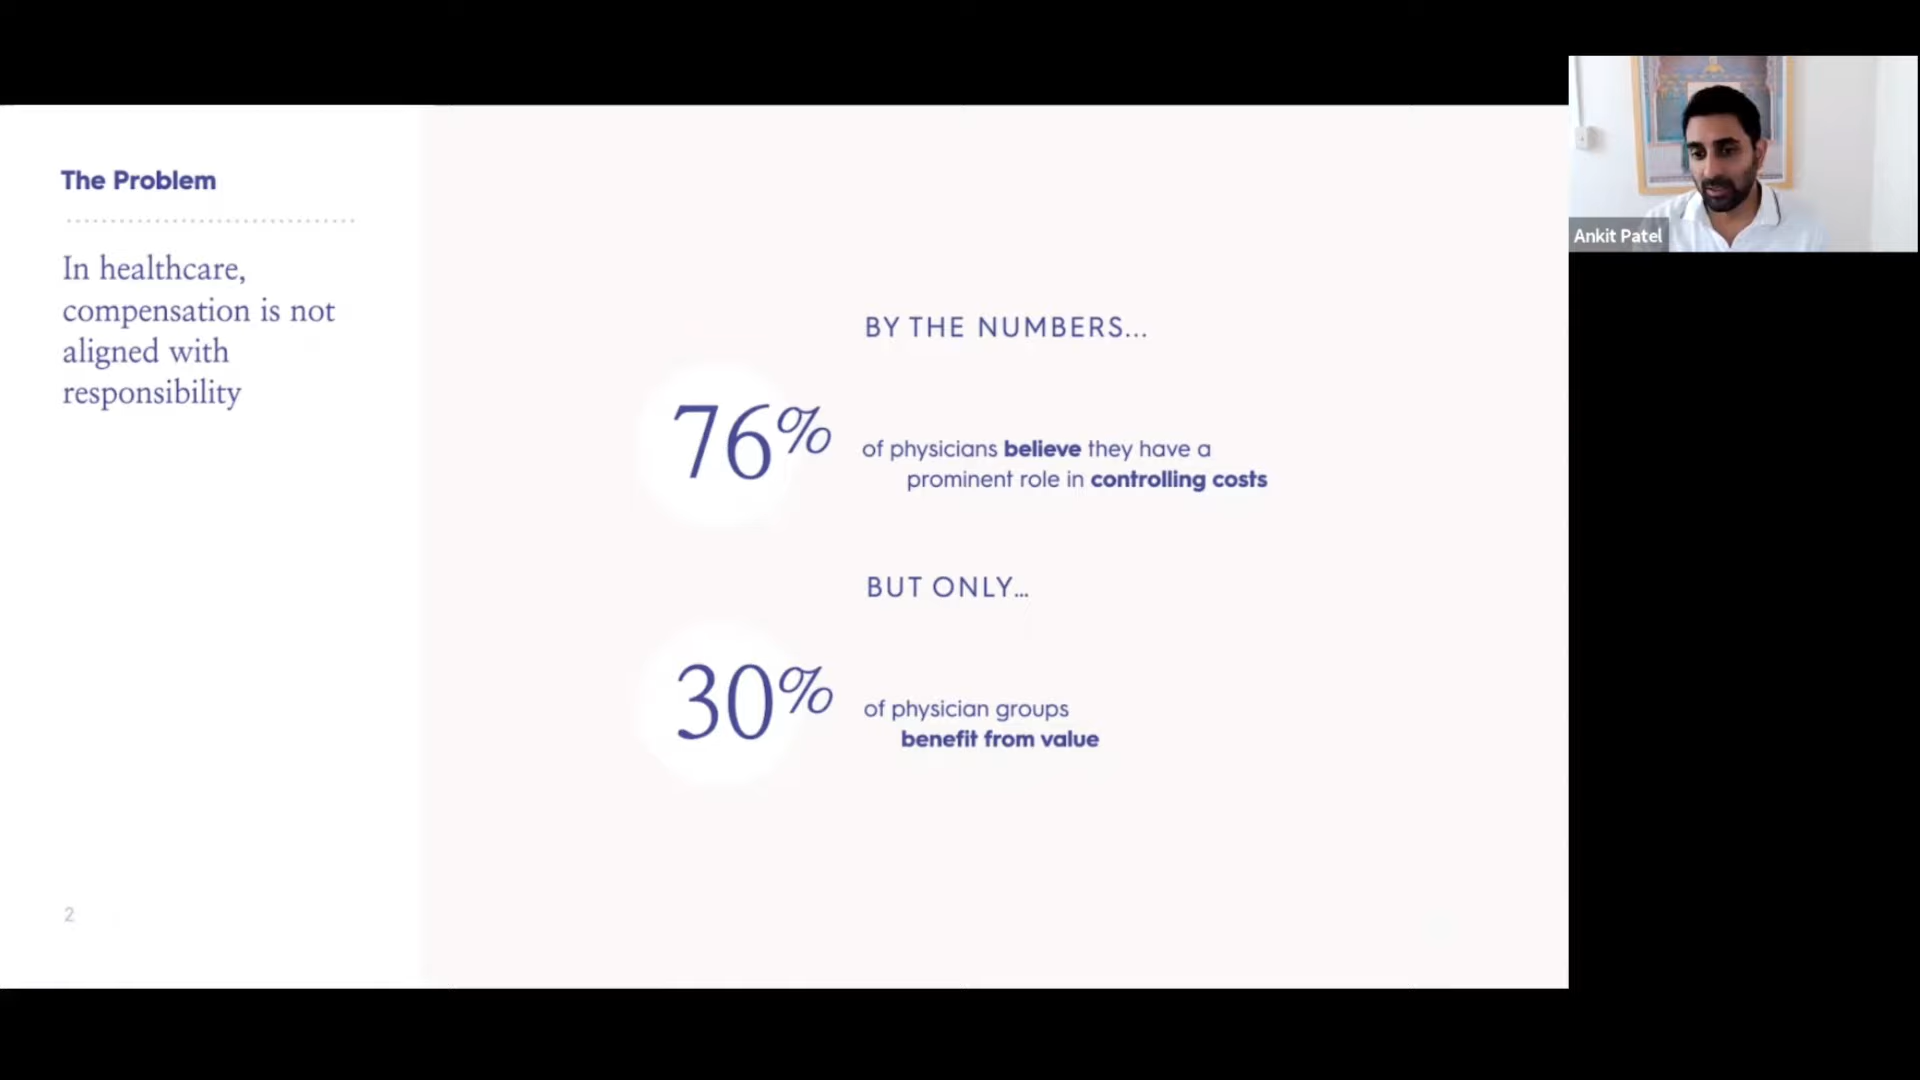 The Problem
In healthcare,
compensation is not
aligned with
responsibility
BY THE NUMBERS...
76%
of physicians believe they have a
prominent role in controlling costs
BUT ONLY...
30%
of physician groups
benefit from value
2
Ankit Patel